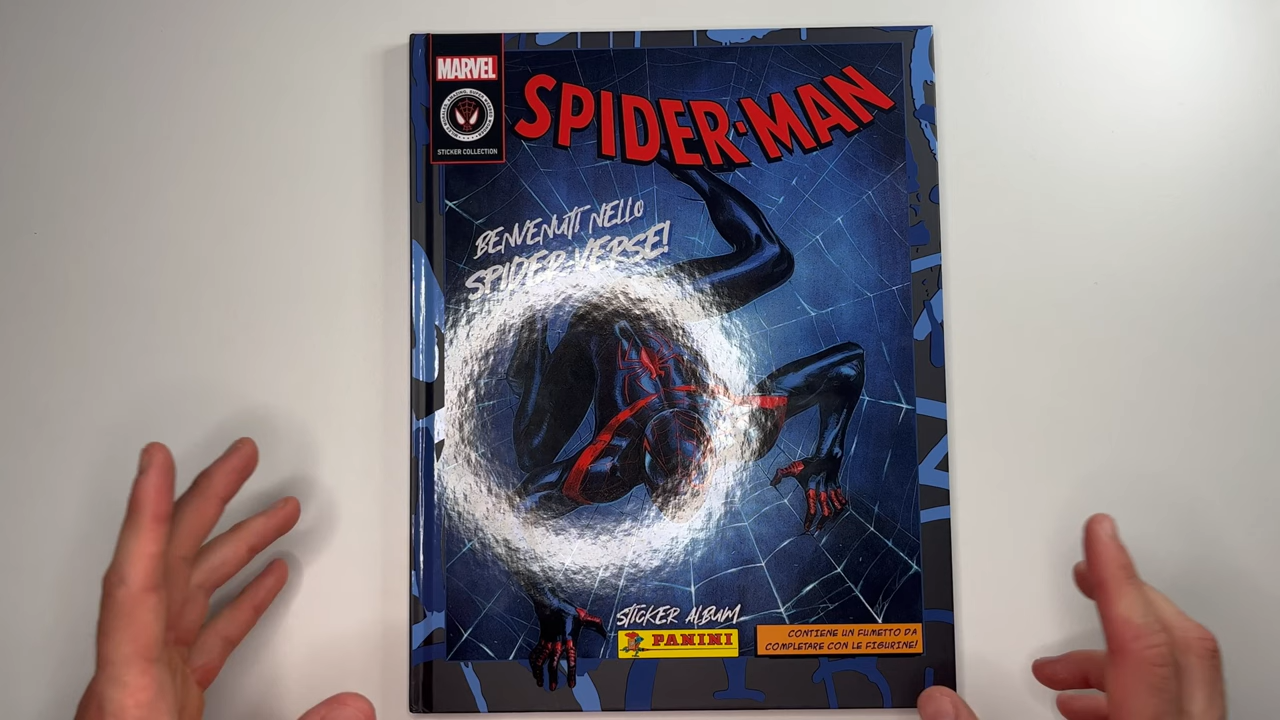 MARVEL
STICKER COLLECTION
SPIDER-MAN
BENVENUTI NELLO
SPIDER-VERSE!
STICKER ALBUM
PANINI
CONTIENE UN FUMETTO DA
COMPLETARE CON LE FIGURINE!